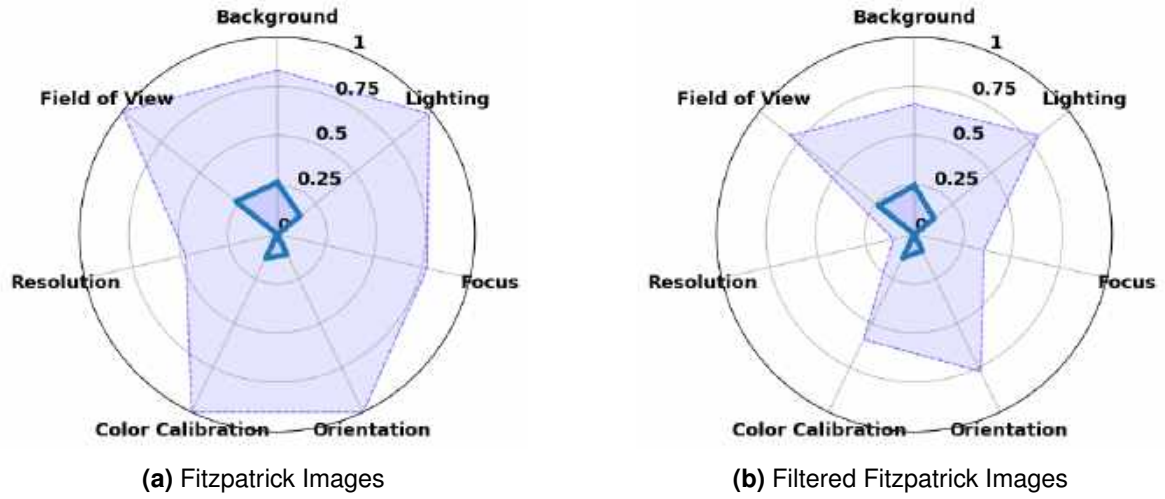 Background
1
0.75
Lighting
Field of View
0.5
0.25
0
Resolution
Focus
Color Calibration
Orientation
(a) Fitzpatrick Images
Background
1
0.75
Lighting
Field of View
0.5
0.25
0
Resolution
Focus
Color Calibration
Orientation
(b) Filtered Fitzpatrick Images